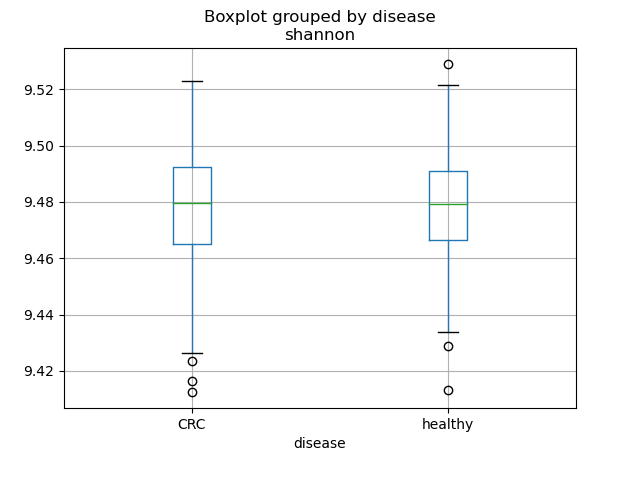 Boxplot grouped by disease
shannon
9.52
9.50
9.48
9.46
9.44
9.42
CRC
healthy
disease